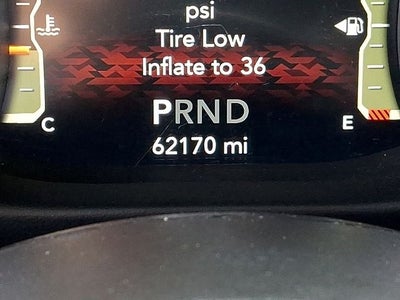 psi
Tire Low
Inflate to 36
PRND
C
E
62170 mi